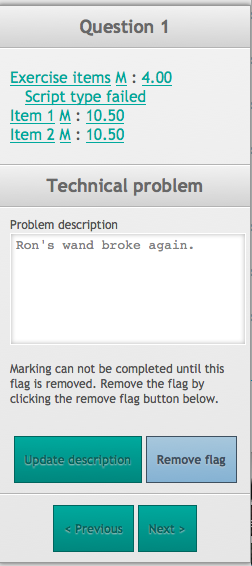 Question 1
Exercise items M : 4.00
Script type failed
Item 1 M : 10.50
Item 2 M : 10.50
Technical problem
Problem description
Ron's wand broke again.
Marking can not be completed until this
flag is removed. Remove the flag by
clicking the remove flag button below.
Update description Remove flag
< Previous Next >